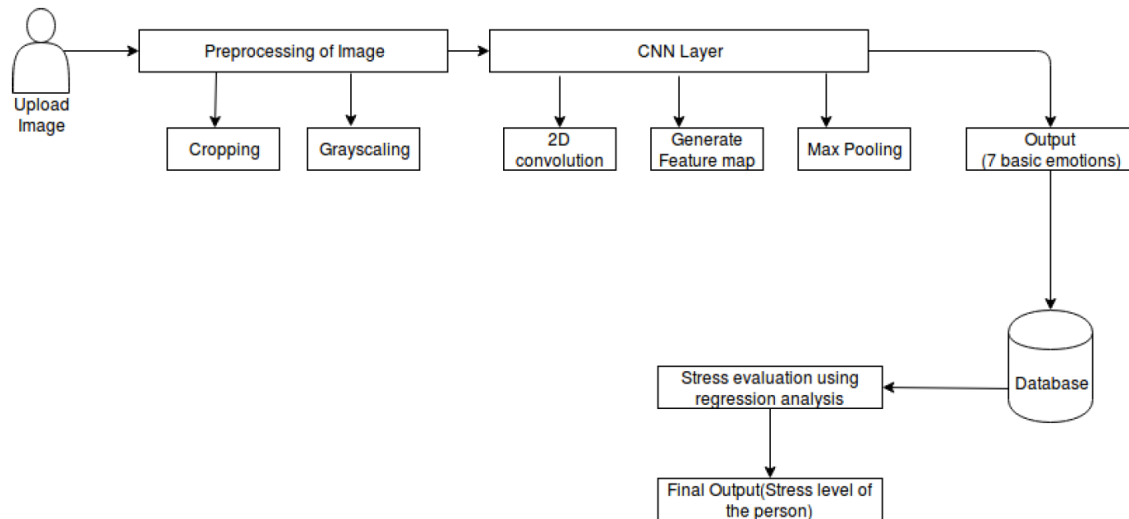 Upload
Image
Preprocessing of Image
CNN Layer
Cropping
Grayscaling
2D
convolution
Generate
Feature map
Max Pooling
Output
(7 basic emotions)
Database
Stress evaluation using
regression analysis
Final Output(Stress level of
the person)